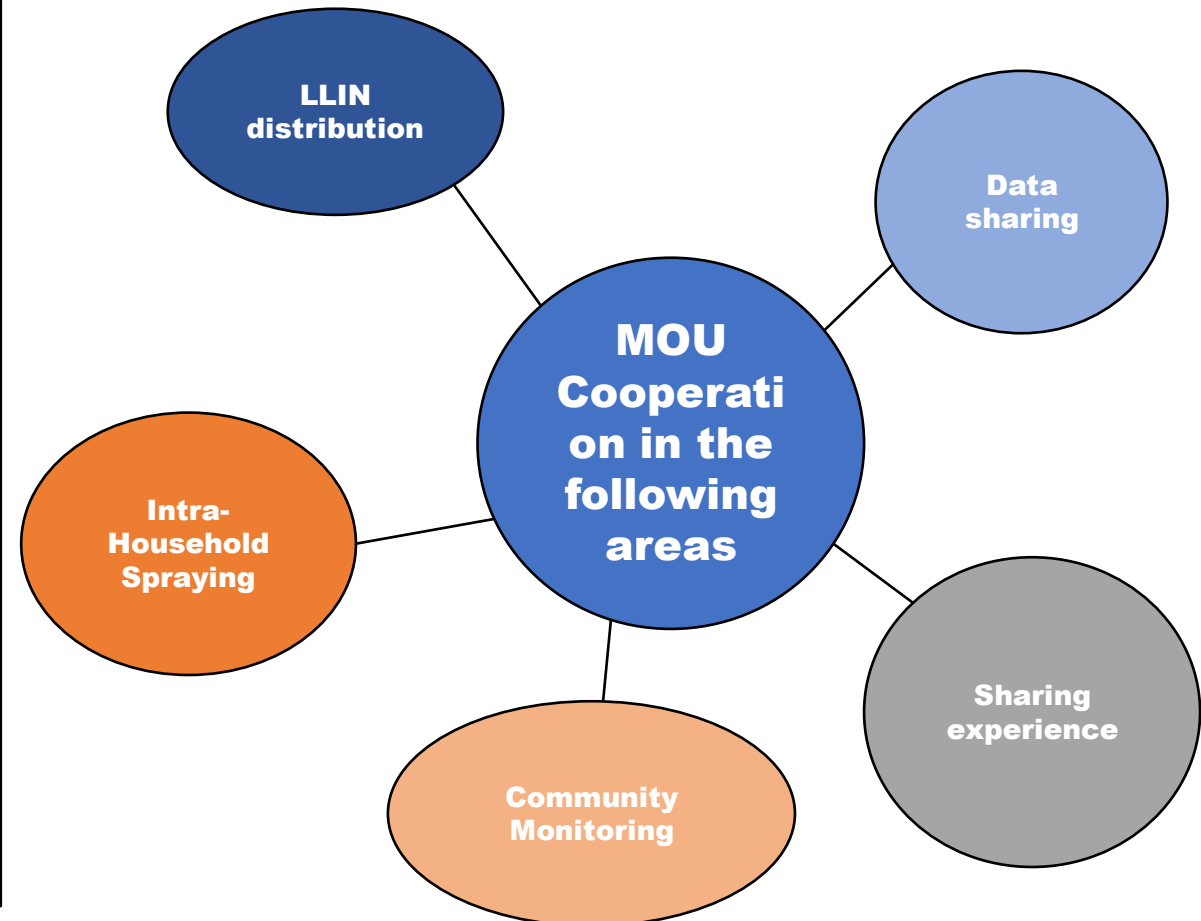 LLIN
distribution
Data
sharing
MOU
Cooperati
on in the
following
areas
Intra-
Household
Spraying
Sharing
experience
Community
Monitoring